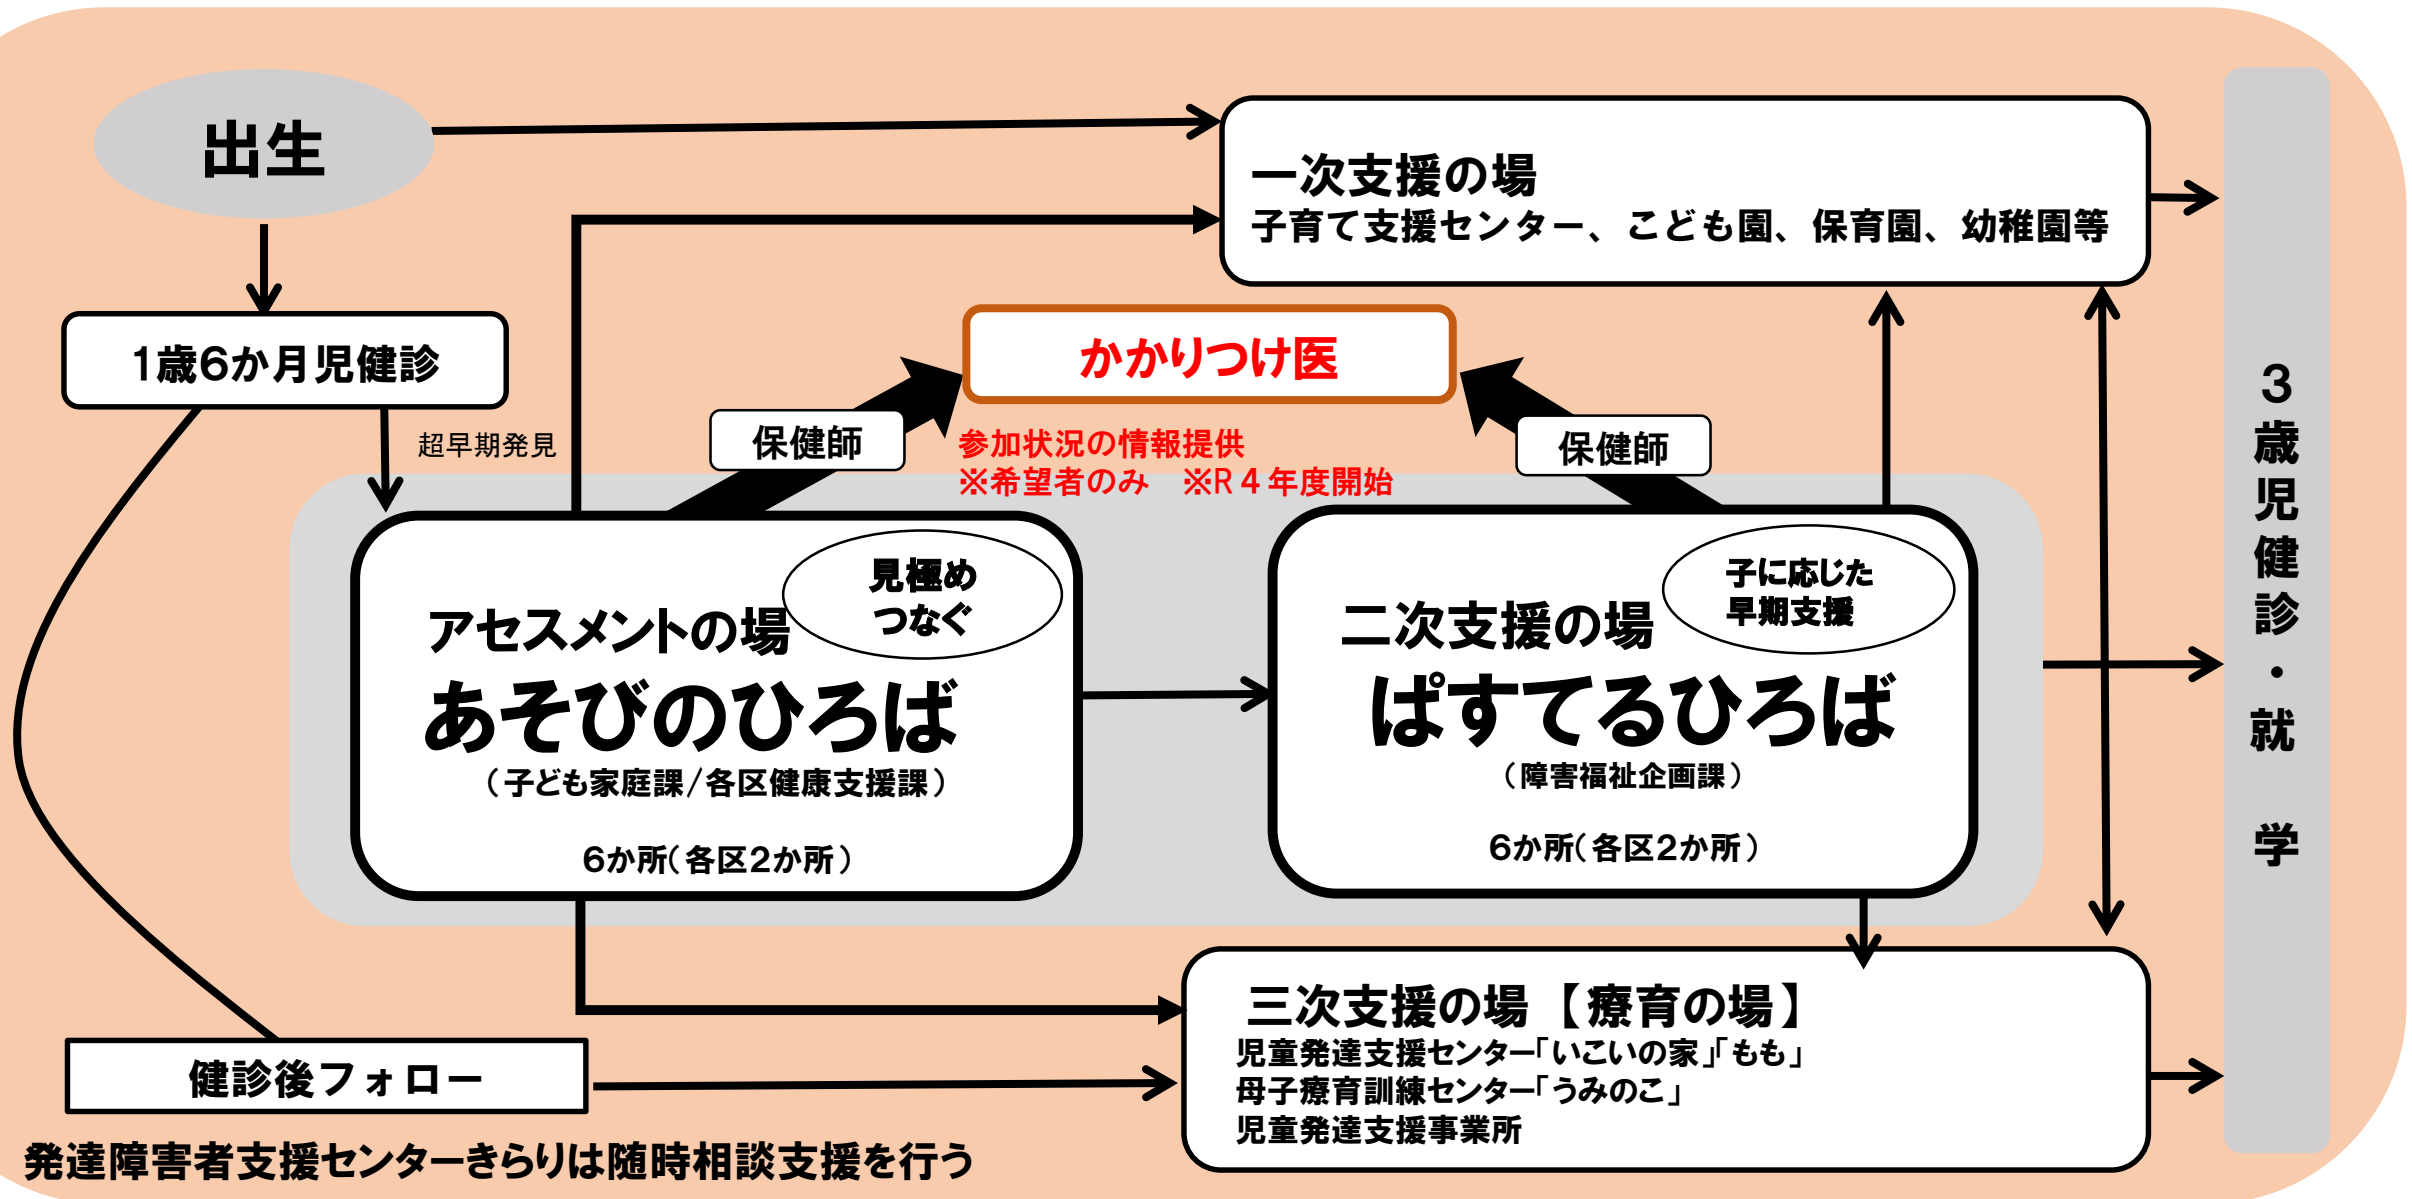 出生
一次支援の場
子育て支援センター、こども園、保育園、幼稚園等
1歳6か月児健診
かかりつけ医
超早期発見
保健師
参加状況の情報提供
※希望者のみ　※R４年度開始
保健師
見極め
つなぐ
アセスメントの場
あそびのひろば
（子ども家庭課/各区健康支援課）
6か所（各区2か所）
子に応じた
早期支援
二次支援の場
ぱすてるひろば
（障害福祉企画課）
6か所（各区2か所）
３歳児健診・就　学
三次支援の場【療育の場】
児童発達支援センター「いこいの家」「もも」
母子療育訓練センター「うみのこ」
児童発達支援事業所
健診後フォロー
発達障害者支援センターきらりは随時相談支援を行う